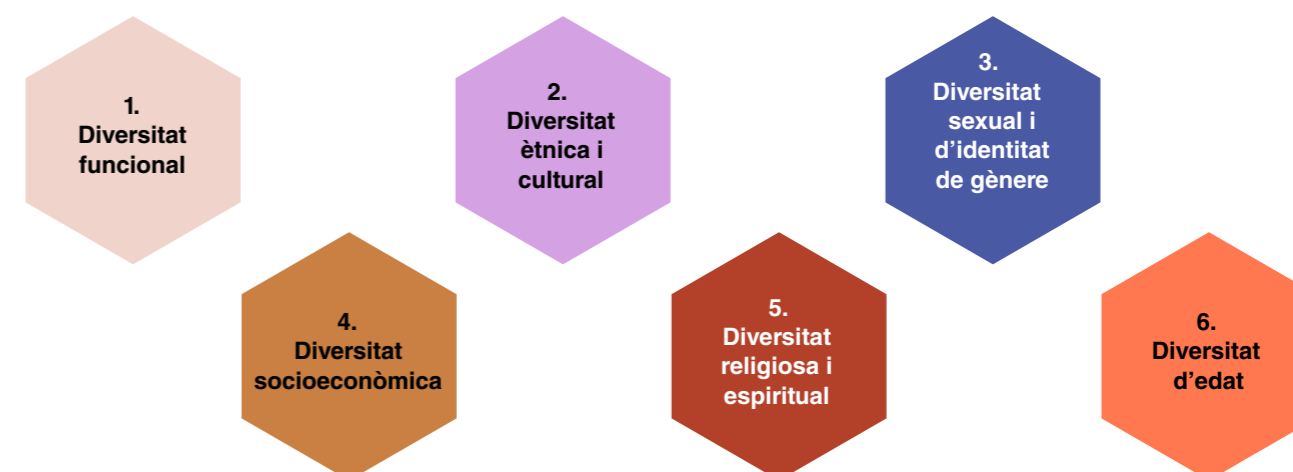 1.
Diversitat
funcional
2.
Diversitat
ètnica i
cultural
3.
Diversitat
sexual i
d’identitat
de gènere
4.
Diversitat
socioeconòmica
5.
Diversitat
religiosa i
espiritual
6.
Diversitat
d’edat